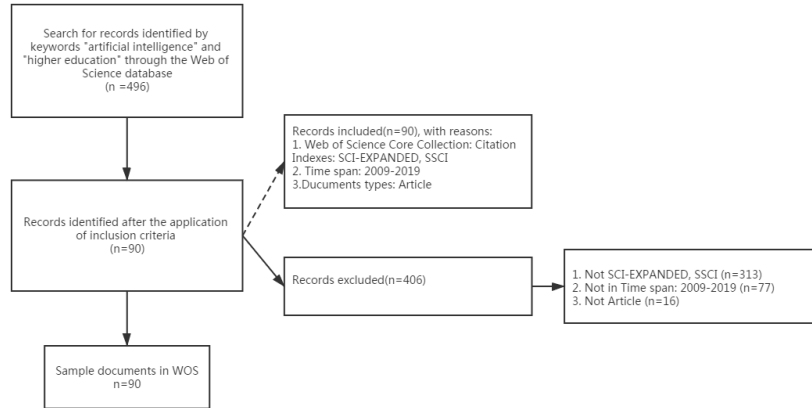 Search for records identified by
keywords "artificial intelligence" and
"higher education" through the Web of
Science database
(n =496)
Records included(n=90), with reasons:
1. Web of Science Core Collection: Citation
Indexes: SCI-EXPANDED, SSCI
2. Time span: 2009-2019
3.Ducuments types: Article
Records identified after the application
of inclusion criteria
(n=90)
Records excluded(n=406)
1. Not SCI-EXPANDED, SSCI (n=313)
2. Not in Time span: 2009-2019 (n=77)
3. Not Article (n=16)
Sample documents in WOS
n=90